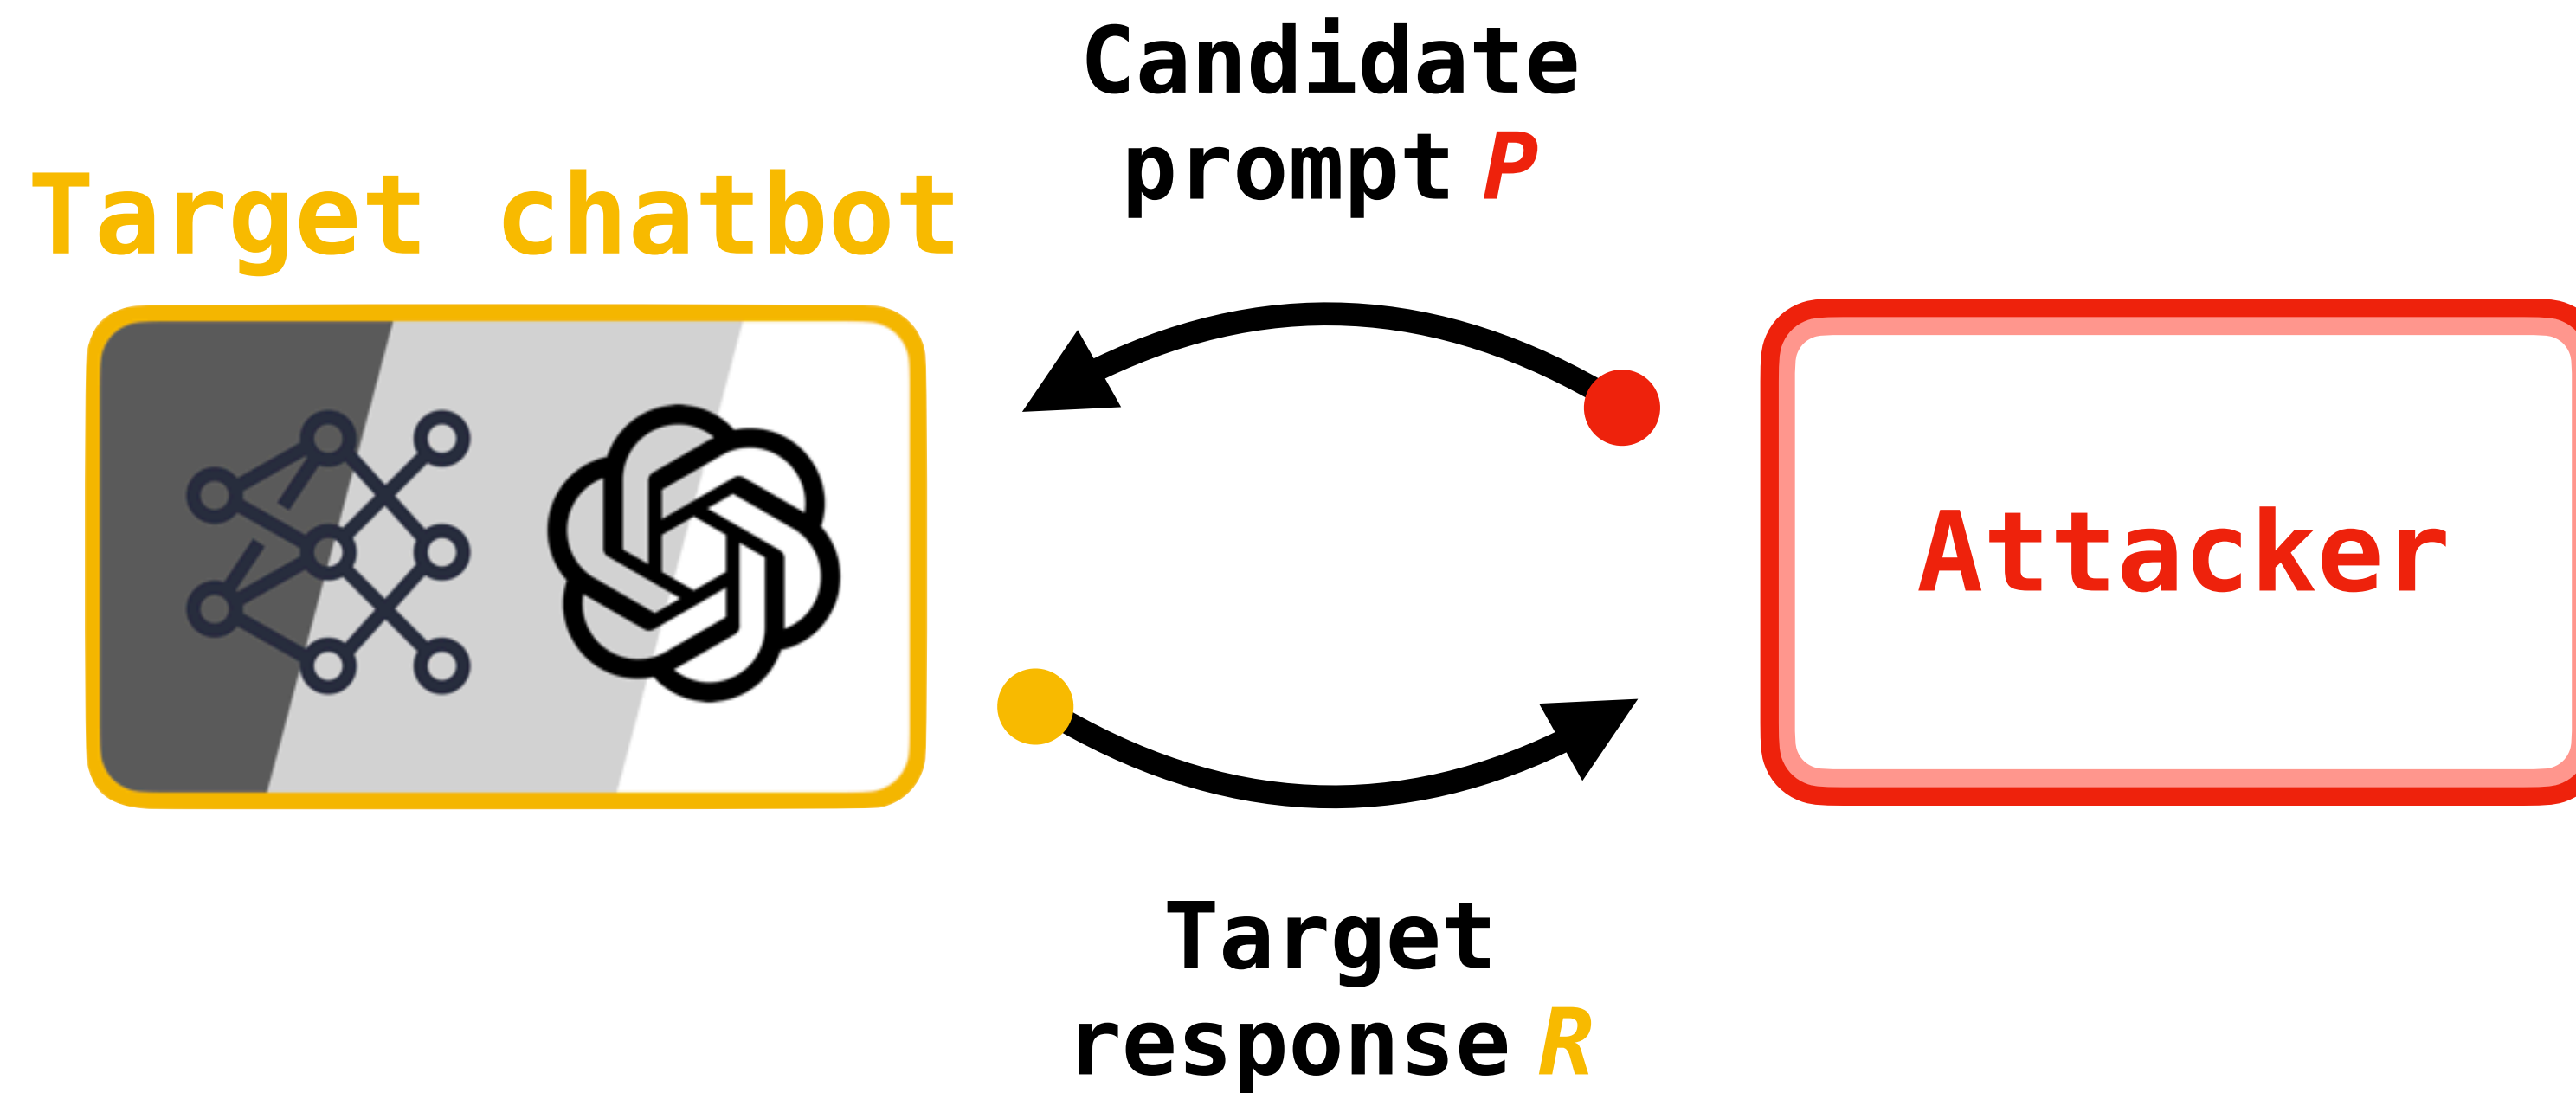 Candidate
prompt P
Target chatbot
Attacker
Target
response R